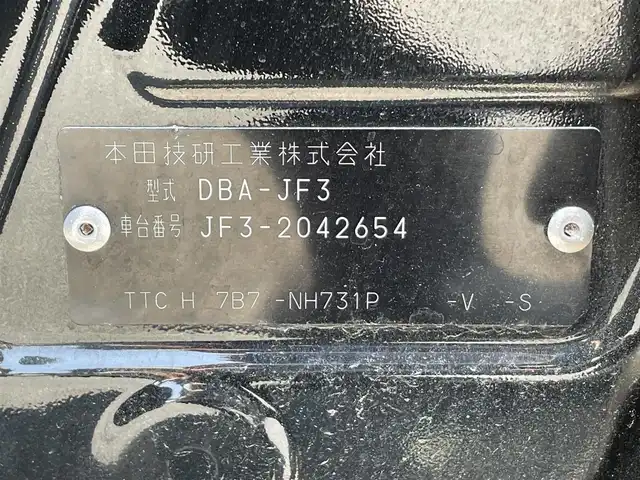 本田技研工業株式会社
型式 DBA-JF3
車台番号 JF3-2042654
TTC H 7B7 -NH731P -V -S